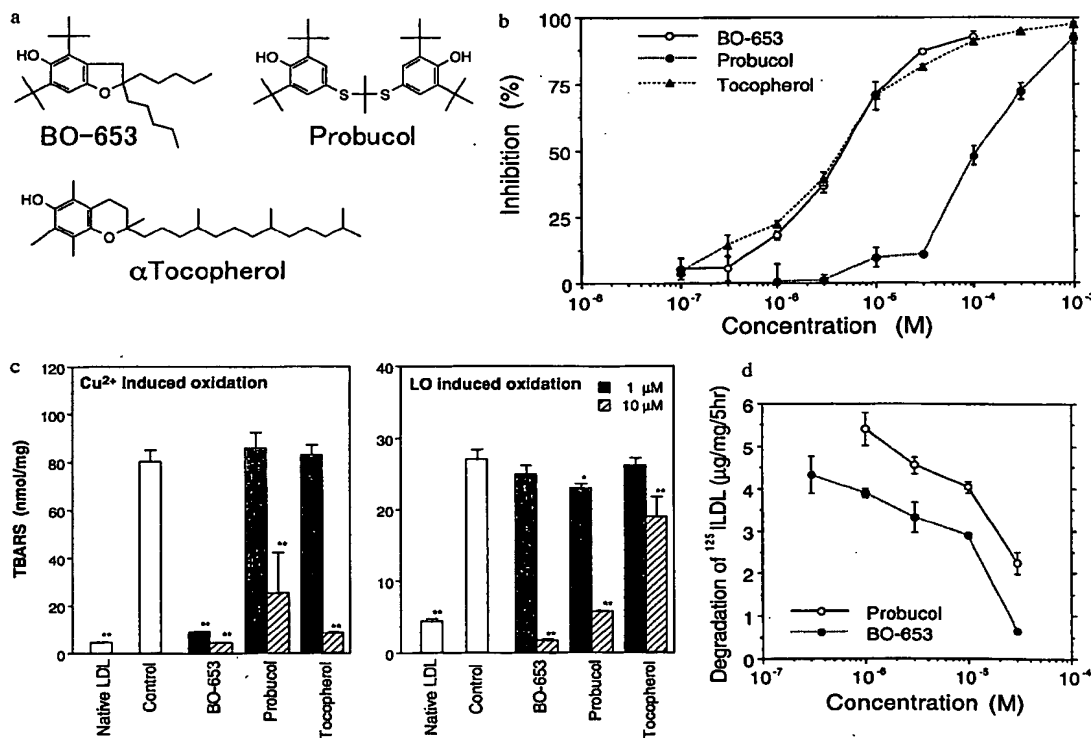 a
HO
O
BO-653
HO
S
S
OH
Probucol
HO
O
αTocopherol
b
BO-653
Probucol
Tocopherol
100
75
50
25
0
Inhibition (%)
10⁻⁸
10⁻⁷
10⁻⁶
10⁻⁵
10⁻⁴
10⁻³
Concentration (M)
c
Cu²⁺ induced oxidation
120
100
80
60
40
20
0
TBARS (nmol/mg)
**
**
**
**
**
Native LDL
Control
BO-653
Probucol
Tocopherol
LO induced oxidation
1 μM
10 μM
40
30
20
10
0
**
**
*
**
**
Native LDL
Control
BO-653
Probucol
Tocopherol
d
6
5
4
3
2
1
0
Degradation of ¹²⁵ILDL (μg/mg/5hr)
Probucol
BO-653
10⁻⁷
10⁻⁶
10⁻⁵
10⁻⁴
Concentration (M)